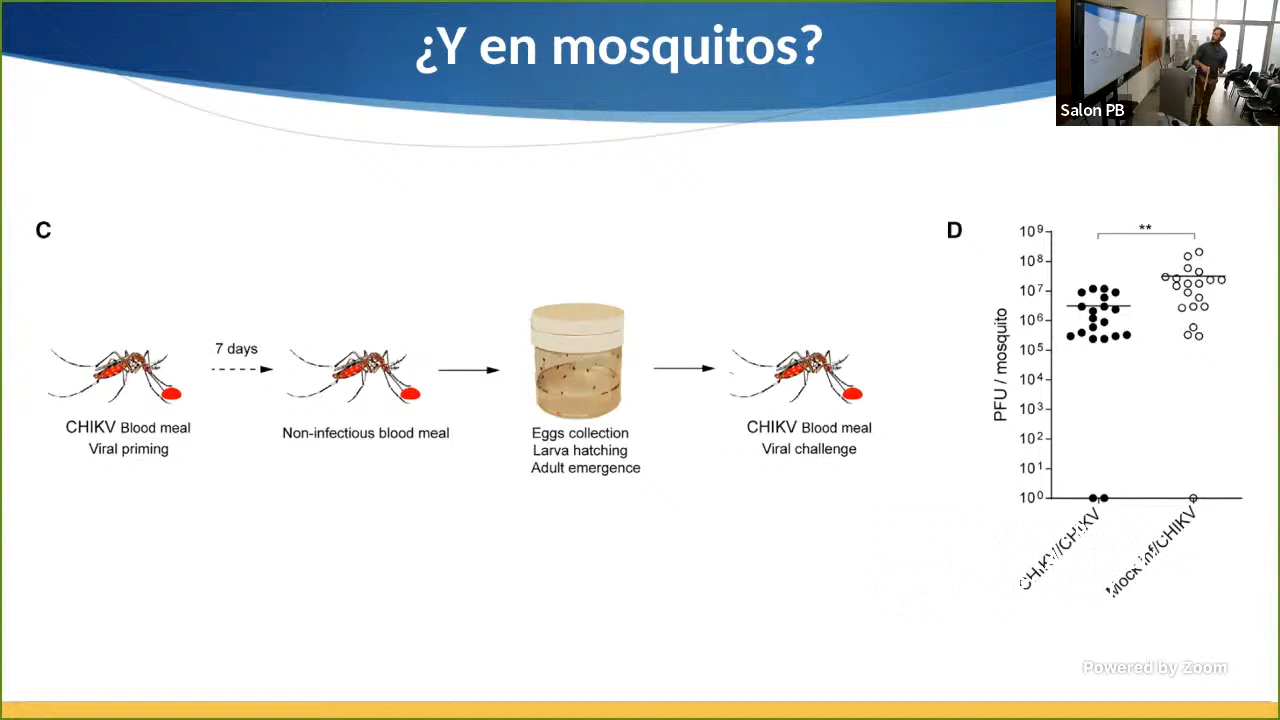 ¿Y en mosquitos?
Salon PB
C
7 days
CHIKV Blood meal
Viral priming
Non-infectious blood meal
Eggs collection
Larva hatching
Adult emergence
CHIKV Blood meal
Viral challenge
D
**
10⁹
10⁸
10⁷
10⁶
10⁵
10⁴
10³
10²
10¹
10⁰
PFU / mosquito
CHIKV/CHIKV
Mock inf/CHIKV
Powered by Zoom